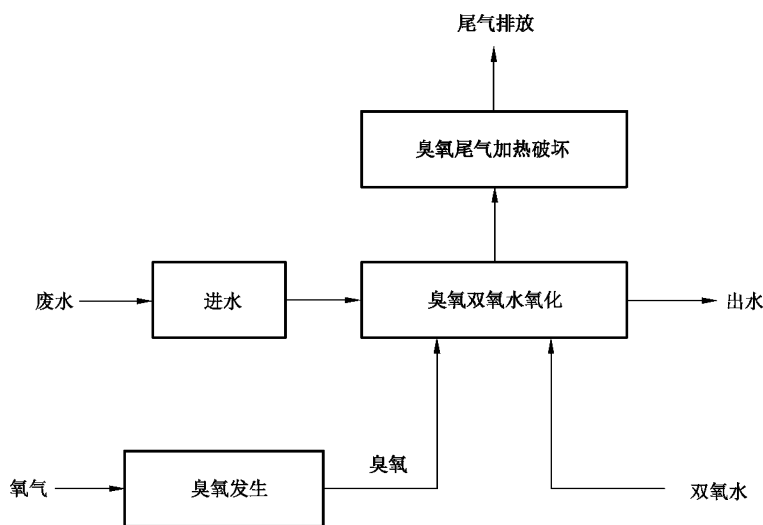 尾气排放
臭氧尾气加热破坏
废水
进水
臭氧双氧水氧化
出水
臭氧
氧气
臭氧发生
双氧水